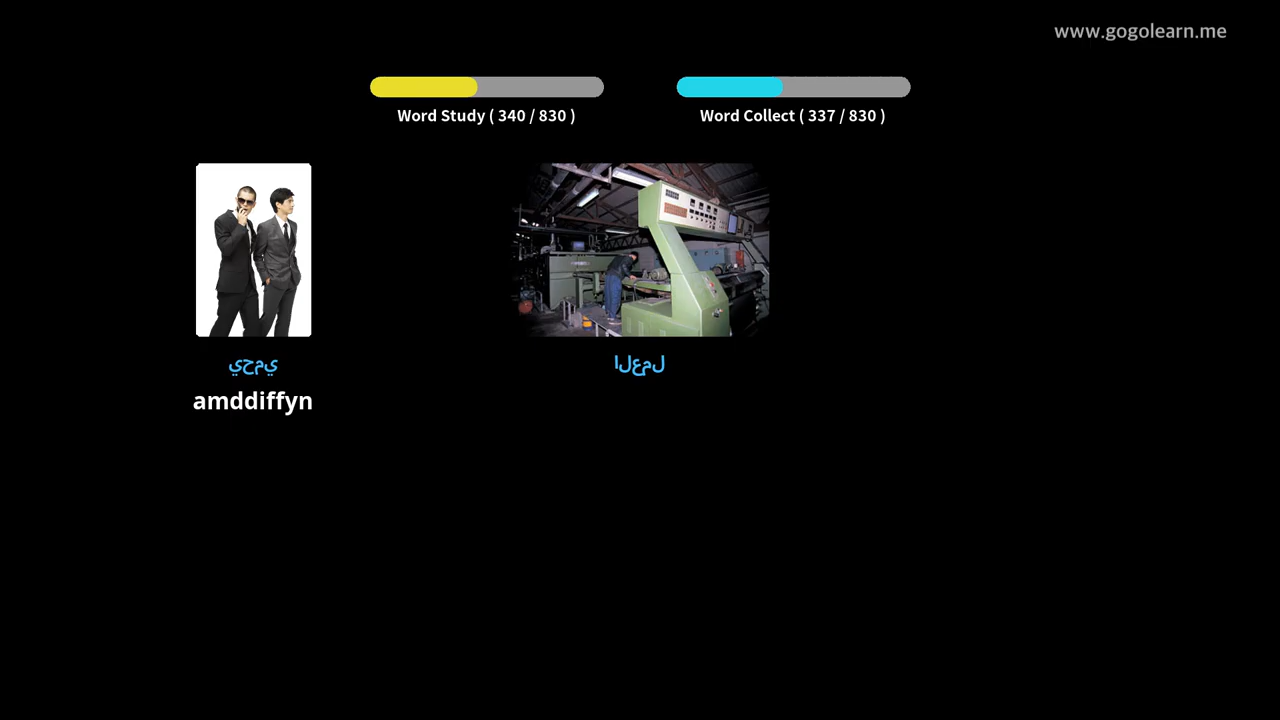 www.gogolearn.me
Word Study ( 340 / 830 )
Word Collect ( 337 / 830 )
يحمي
العمل
amddiffyn